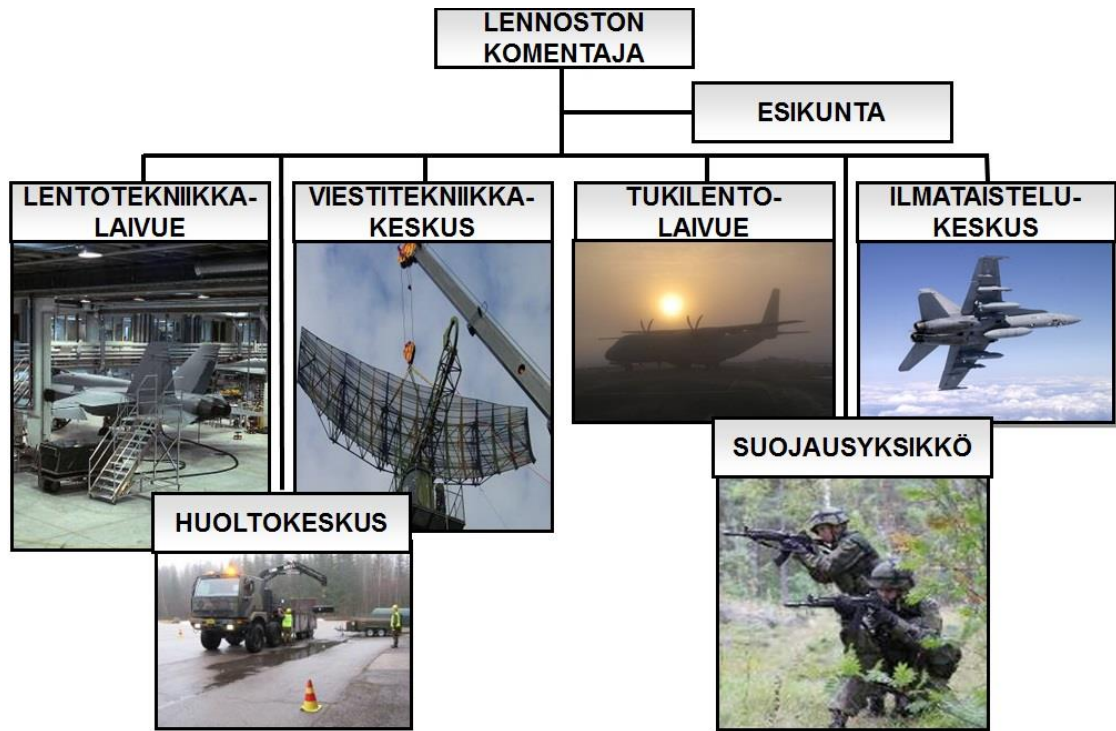 LENNOSTON
KOMENTAJA
ESIKUNTA
LENTOTEKNIIKKA-
LAIVUE
VIESTITEKNIIKKA-
KESKUS
TUKILENTO-
LAIVUE
ILMATAISTELU-
KESKUS
HUOLTOKESKUS
SUOJAUSYKSIKKÖ